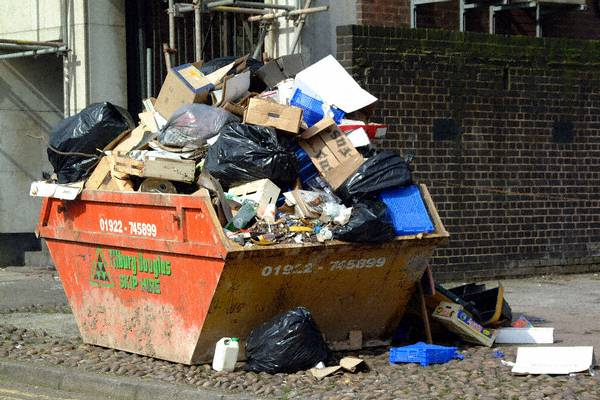 01922 - 745899
Tilbury Douglas
SKIP HIRE
01922 - 745899